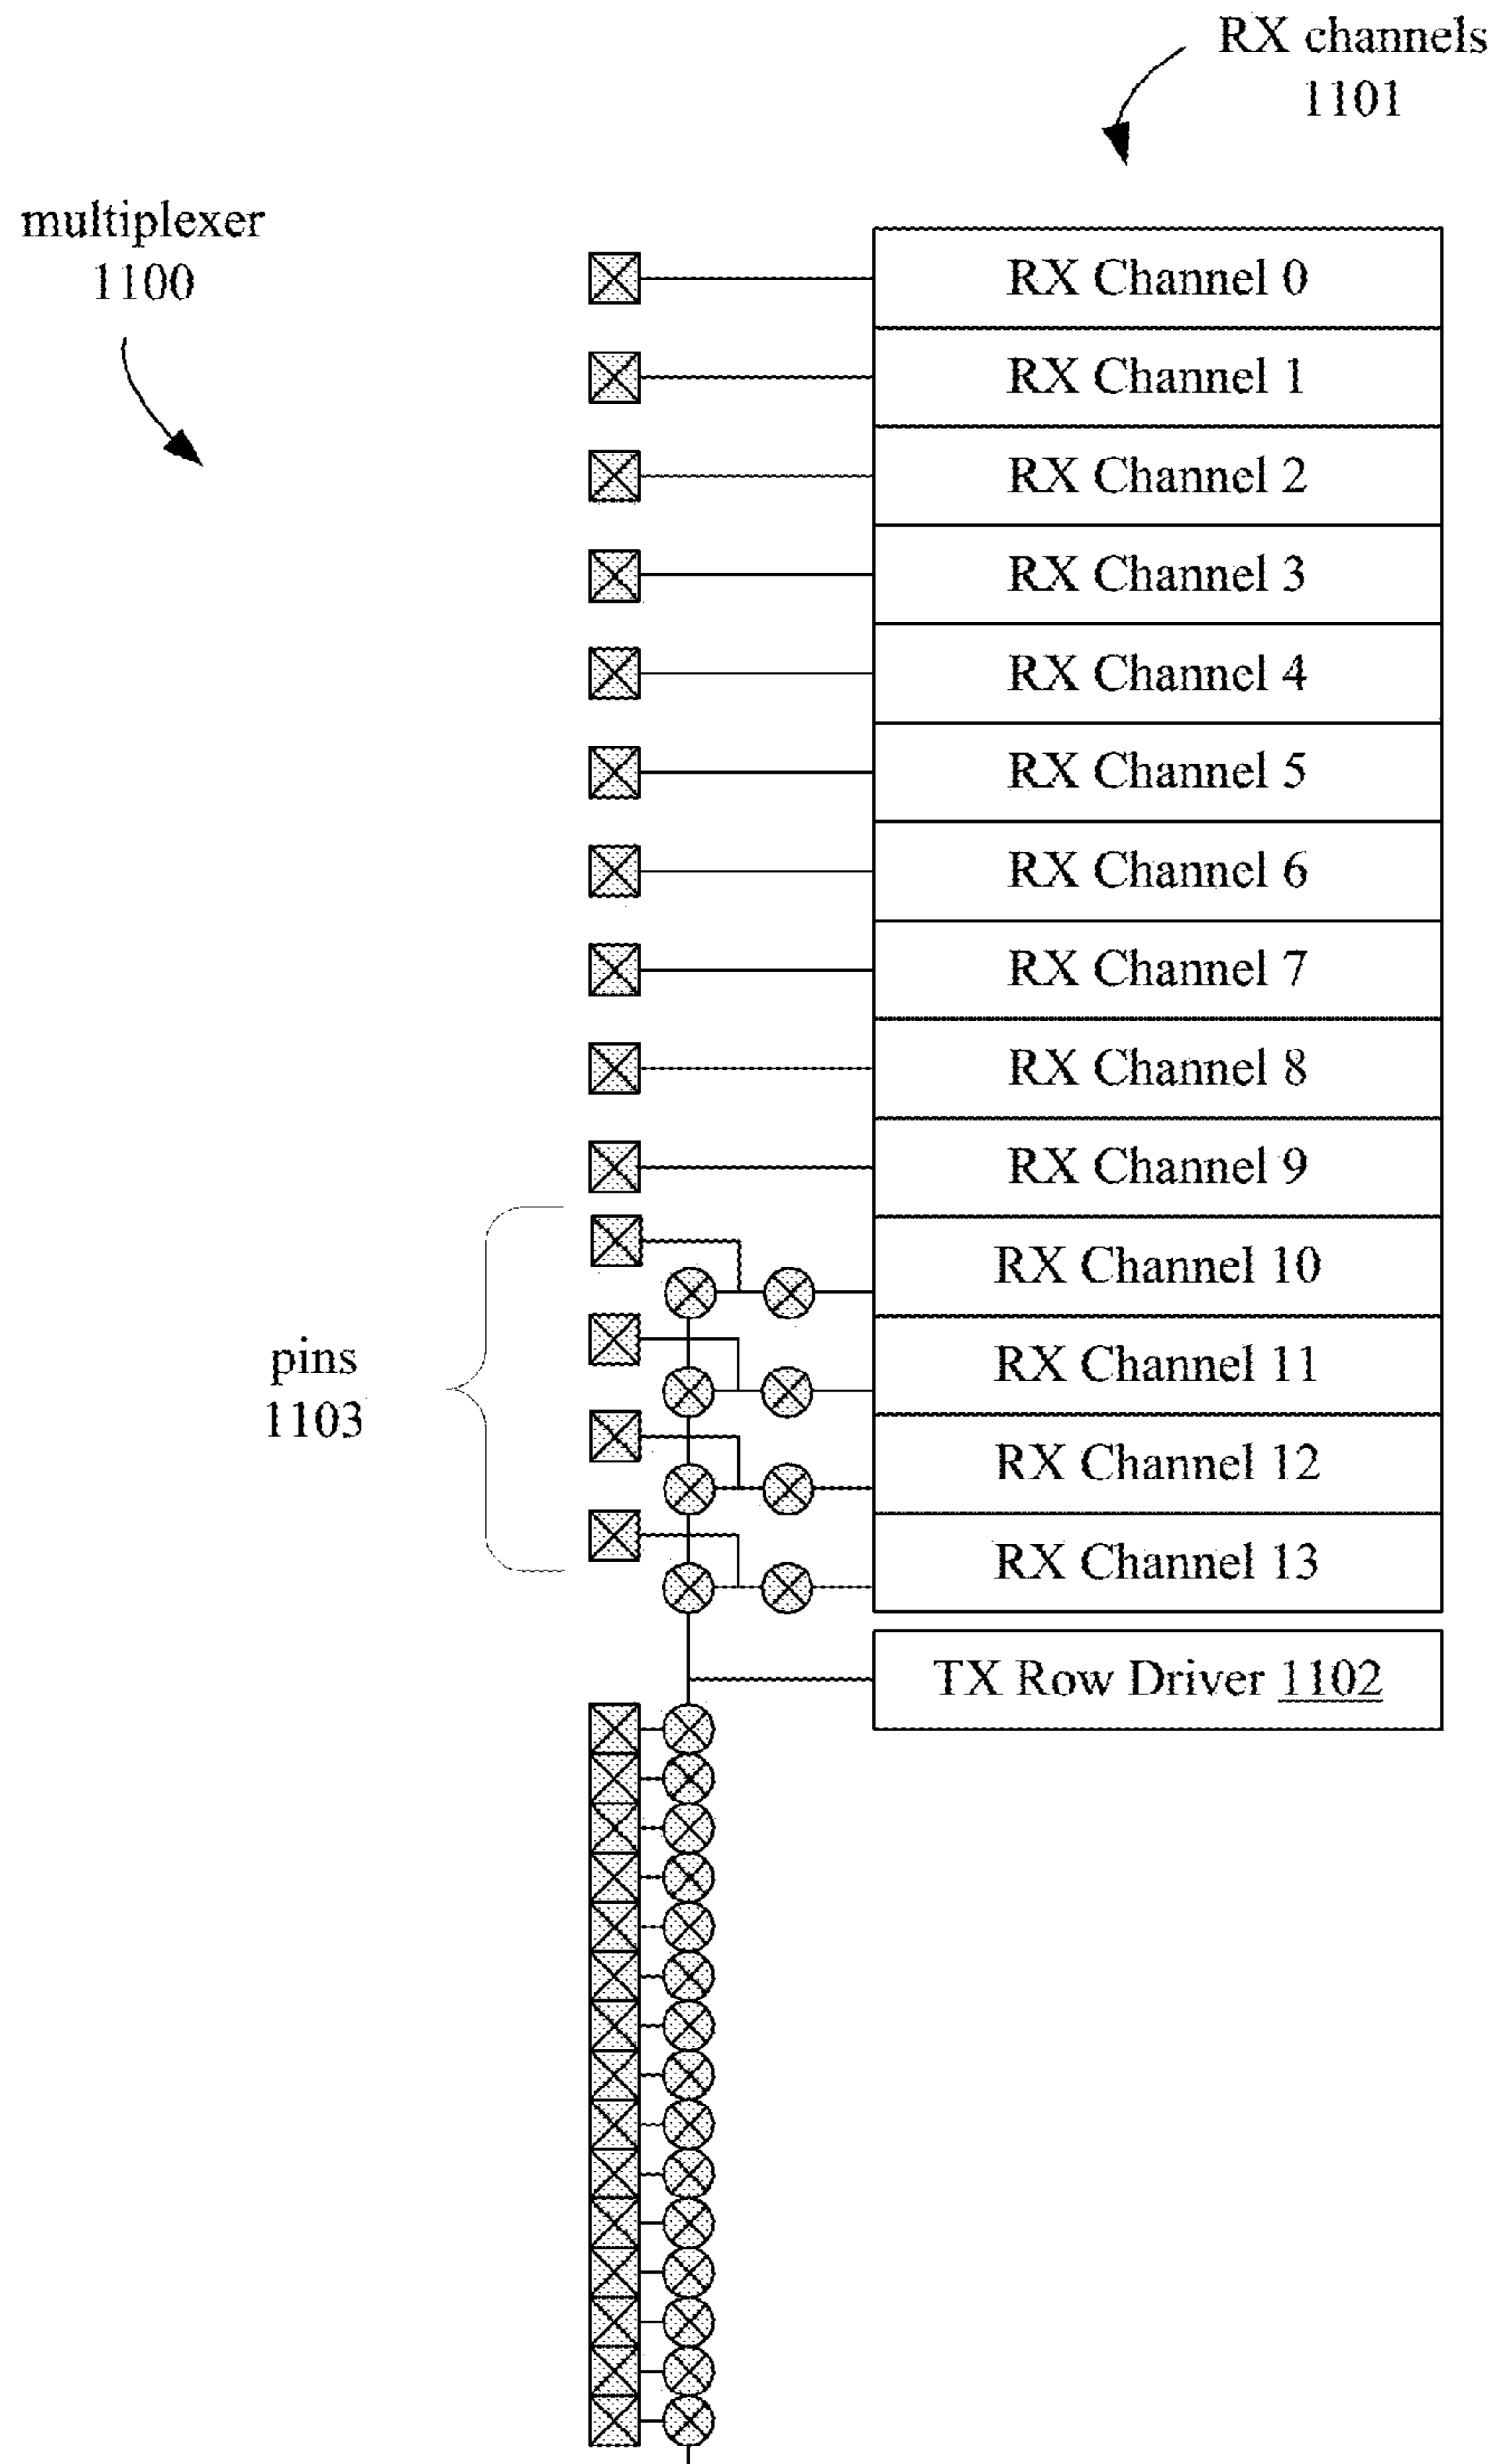 RX channels
1101
multiplexer
1100
RX Channel 0
RX Channel 1
RX Channel 2
RX Channel 3
RX Channel 4
RX Channel 5
RX Channel 6
RX Channel 7
RX Channel 8
RX Channel 9
RX Channel 10
RX Channel 11
RX Channel 12
RX Channel 13
pins
1103
TX Row Driver 1102